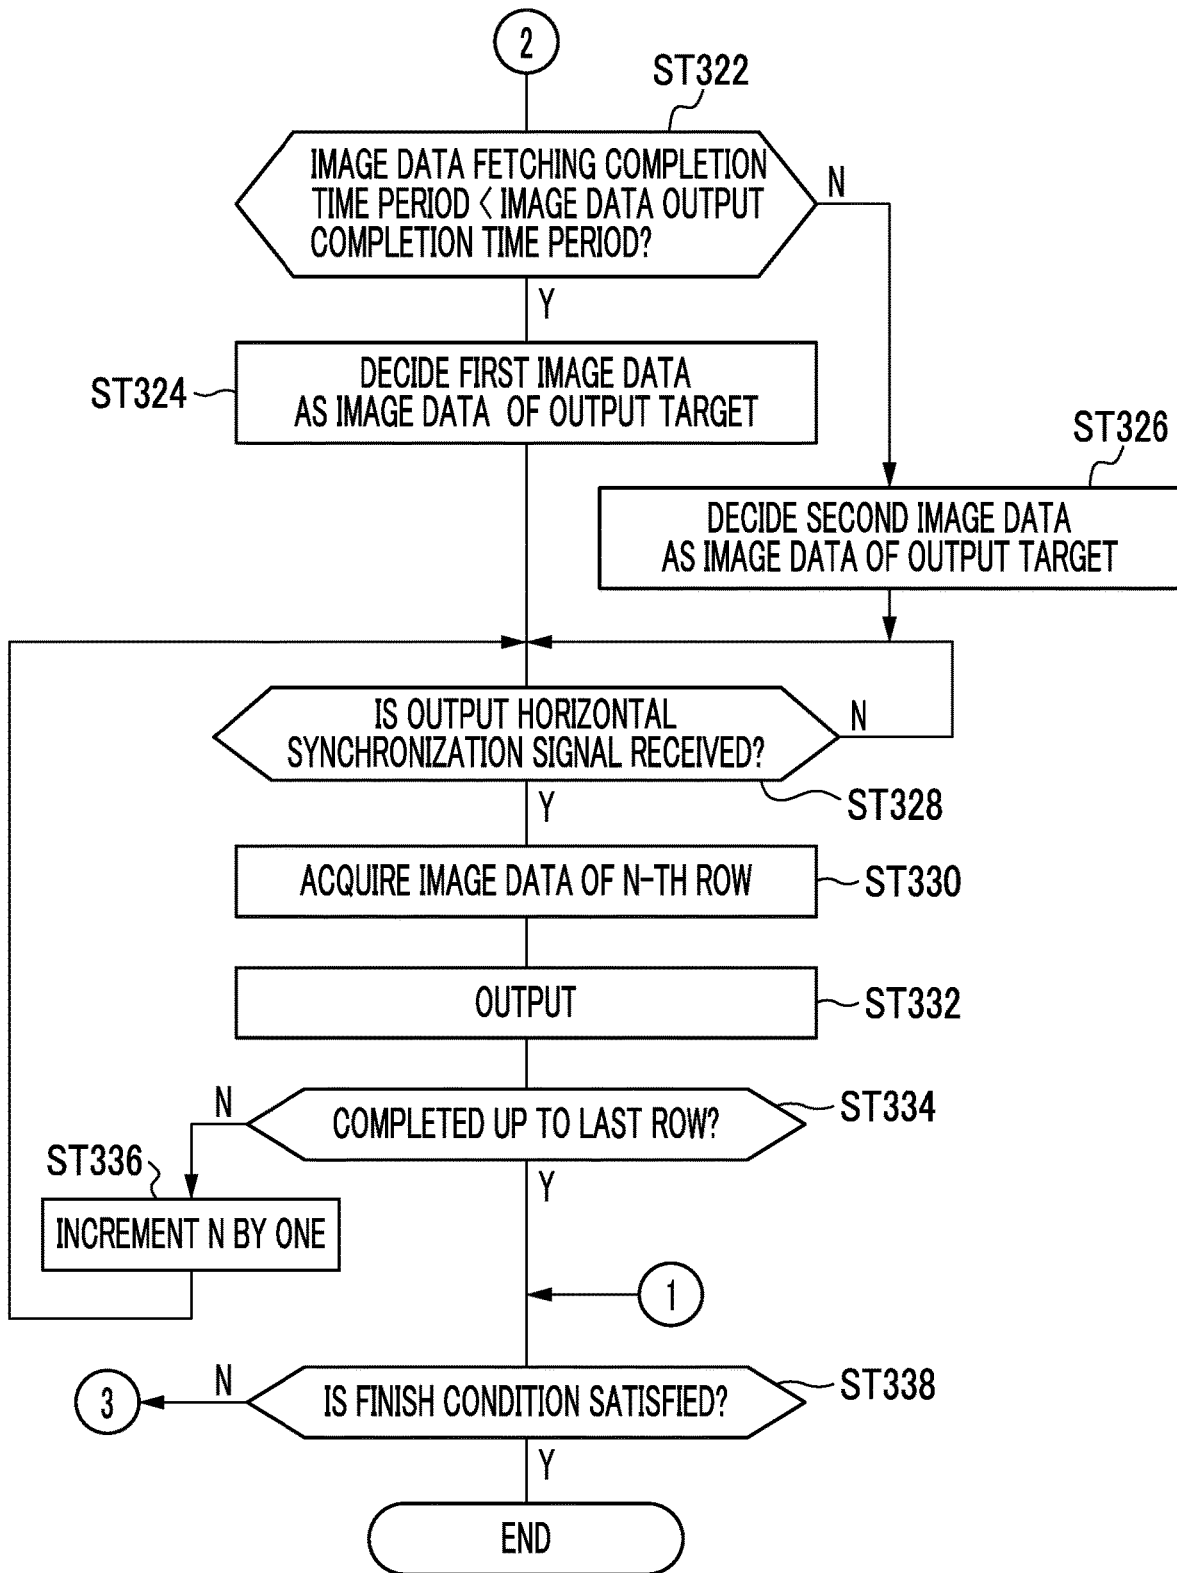 2
ST322
IMAGE DATA FETCHING COMPLETION
TIME PERIOD < IMAGE DATA OUTPUT
COMPLETION TIME PERIOD?
N
Y
ST324
DECIDE FIRST IMAGE DATA
AS IMAGE DATA OF OUTPUT TARGET
ST326
DECIDE SECOND IMAGE DATA
AS IMAGE DATA OF OUTPUT TARGET
IS OUTPUT HORIZONTAL
SYNCHRONIZATION SIGNAL RECEIVED?
N
ST328
Y
ACQUIRE IMAGE DATA OF N-TH ROW
ST330
OUTPUT
ST332
N
COMPLETED UP TO LAST ROW?
ST334
ST336
Y
INCREMENT N BY ONE
1
3
N
IS FINISH CONDITION SATISFIED?
ST338
Y
END